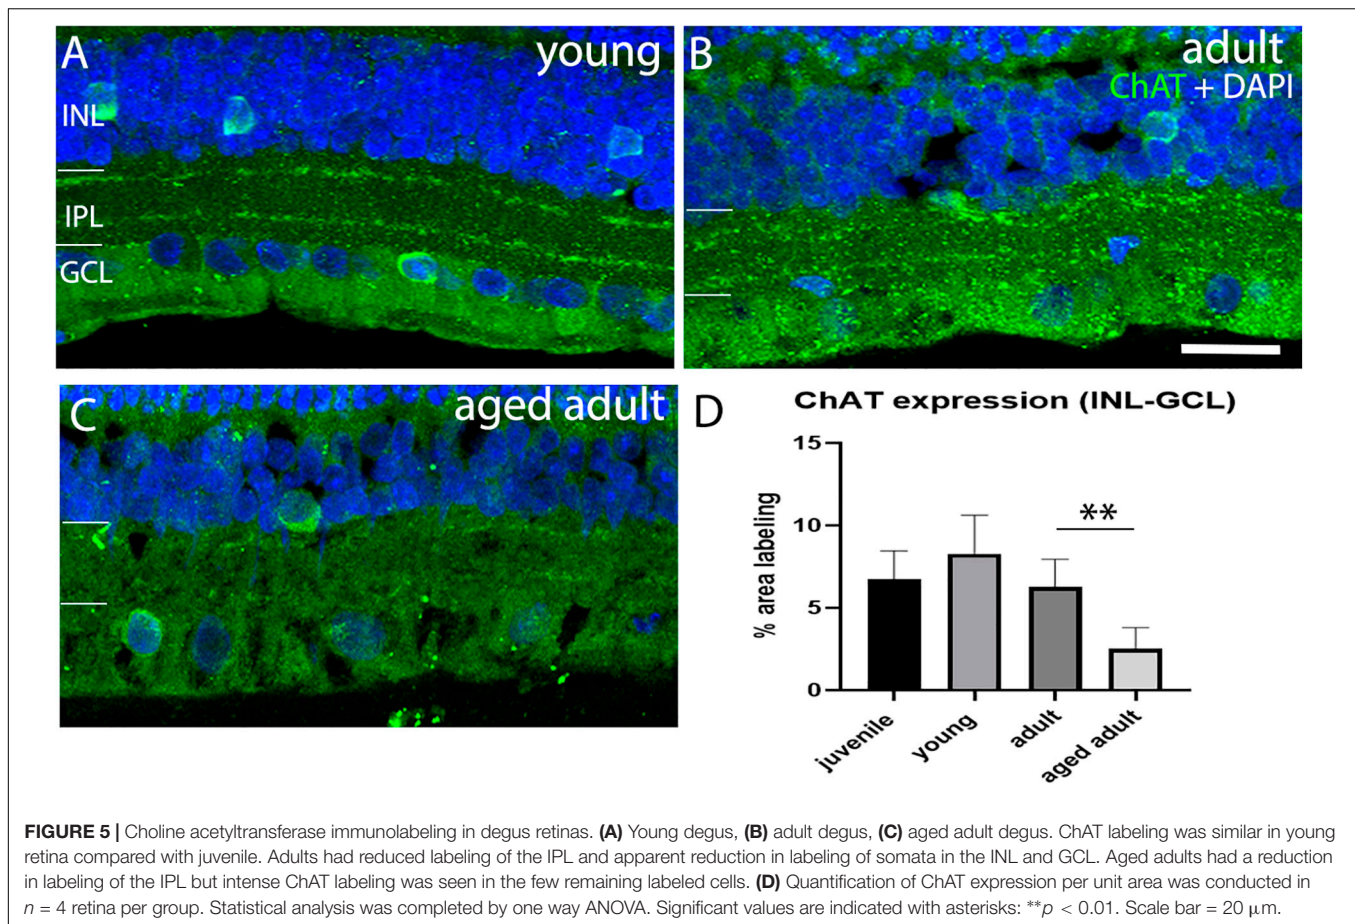 A
young
INL
IPL
GCL
B
adult
ChAT + DAPI
C
aged adult
D
ChAT expression (INL-GCL)
% area labeling
15
10
5
0
**
juvenile
young
adult
aged adult
FIGURE 5 | Choline acetyltransferase immunolabeling in degus retinas. (A) Young degus, (B) adult degus, (C) aged adult degus. ChAT labeling was similar in young
retina compared with juvenile. Adults had reduced labeling of the IPL and apparent reduction in labeling of somata in the INL and GCL. Aged adults had a reduction
in labeling of the IPL but intense ChAT labeling was seen in the few remaining labeled cells. (D) Quantification of ChAT expression per unit area was conducted in
n = 4 retina per group. Statistical analysis was completed by one way ANOVA. Significant values are indicated with asterisks: **p < 0.01. Scale bar = 20 μm.